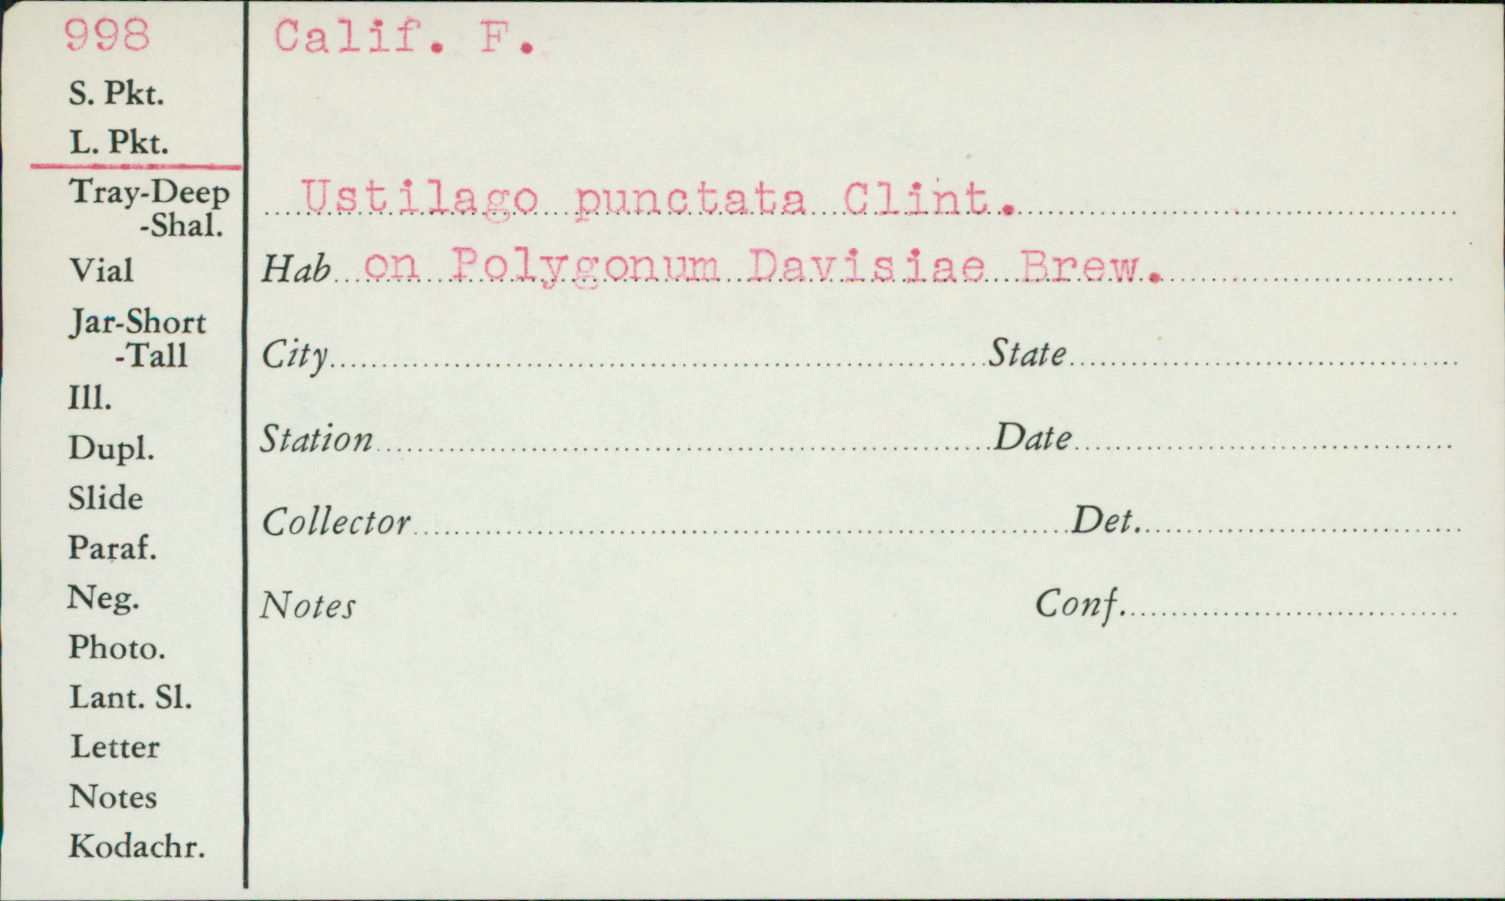 998
Calif. F.
S. Pkt.
L. Pkt.
Tray-Deep
-Shal.
Ustilago punctata Clint.
Vial
Hab on Polygonum Davisiae Brew.
Jar-Short
-Tall
City State
Ill.
Dupl.
Station Date
Slide
Collector Det.
Paraf.
Neg.
Notes Conf.
Photo.
Lant. Sl.
Letter
Notes
Kodachr.